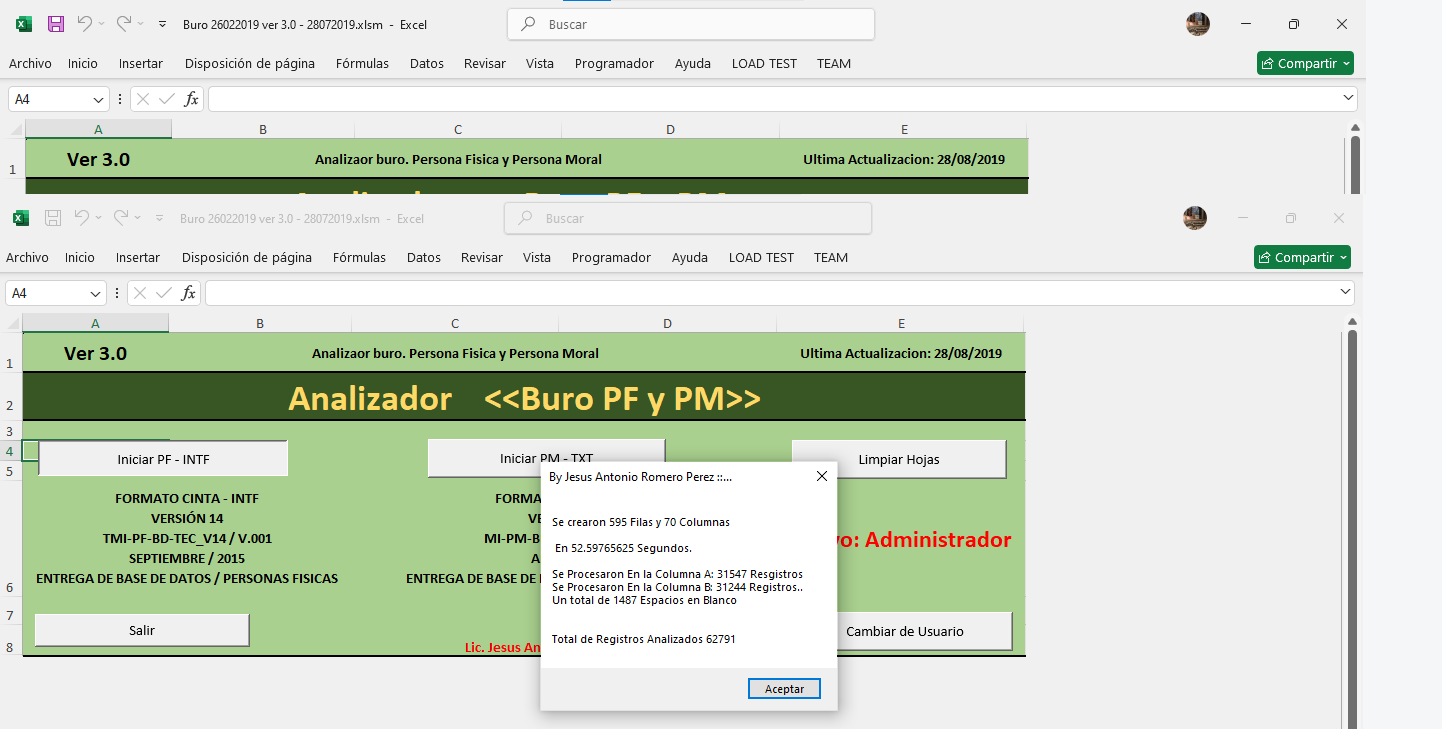 Buro 26022019 ver 3.0 - 28072019.xlsm - Excel
Buscar
Archivo Inicio Insertar Disposición de página Fórmulas Datos Revisar Vista Programador Ayuda LOAD TEST TEAM Compartir
A4 fx
A B C D E
1 Ver 3.0 Analizaor buro. Persona Fisica y Persona Moral Ultima Actualizacion: 28/08/2019
Buro 26022019 ver 3.0 - 28072019.xlsm - Excel
Buscar
Archivo Inicio Insertar Disposición de página Fórmulas Datos Revisar Vista Programador Ayuda LOAD TEST TEAM Compartir
A4 fx
A B C D E
1 Ver 3.0 Analizaor buro. Persona Fisica y Persona Moral Ultima Actualizacion: 28/08/2019
2 Analizador <<Buro PF y PM>>
3
4
5
Iniciar PF - INTF
Iniciar PM - TXT
Limpiar Hojas
FORMATO CINTA - INTF
VERSIÓN 14
TMI-PF-BD-TEC_V14 / V.001
SEPTIEMBRE / 2015
6 ENTREGA DE BASE DE DATOS / PERSONAS FISICAS
FORMA
VE
MI-PM-B
A
ENTREGA DE BASE DE
vo: Administrador
7
8
Salir
Lic. Jesus An
Cambiar de Usuario
By Jesus Antonio Romero Perez ::...
Se crearon 595 Filas y 70 Columnas
En 52.59765625 Segundos.
Se Procesaron En la Columna A: 31547 Resgistros
Se Procesaron En la Columna B: 31244 Registros..
Un total de 1487 Espacios en Blanco
Total de Registros Analizados 62791
Aceptar